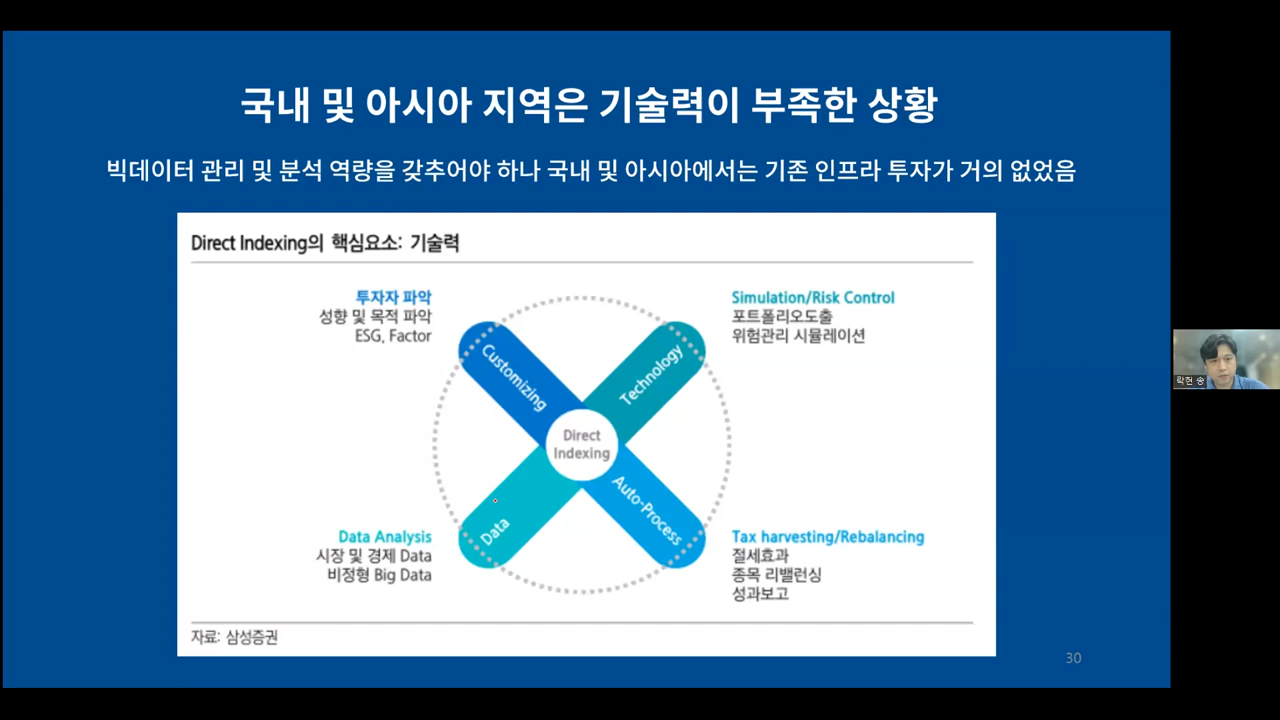 국내 및 아시아 지역은 기술력이 부족한 상황
빅데이터 관리 및 분석 역량을 갖추어야 하나 국내 및 아시아에서는 기존 인프라 투자가 거의 없었음
Direct Indexing의 핵심요소: 기술력
투자자 파악
성향 및 목적 파악
ESG, Factor
Simulation/Risk Control
포트폴리오도출
위험관리 시뮬레이션
Customizing
Technology
Direct
Indexing
Data
Auto-Process
Data Analysis
시장 및 경제 Data
비정형 Big Data
Tax harvesting/Rebalancing
절세효과
종목 리밸런싱
성과보고
자료: 삼성증권
30
락현 송